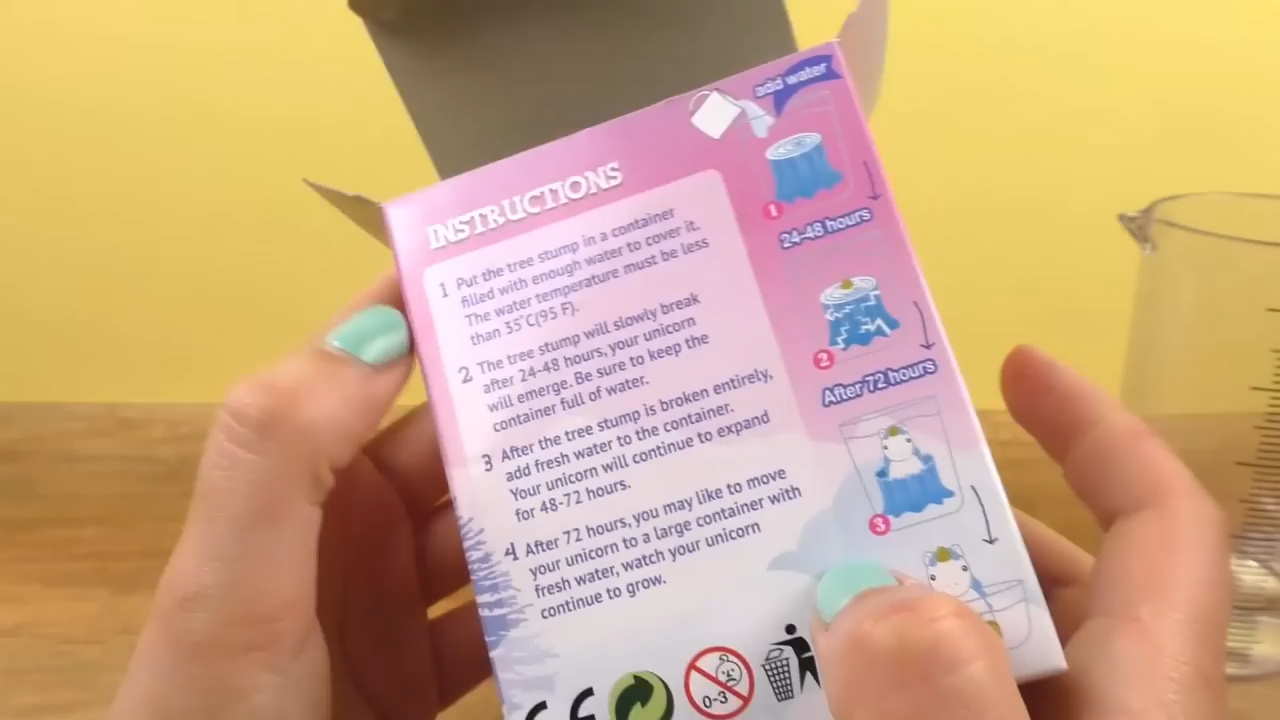 INSTRUCTIONS
1 Put the tree stump in a container
filled with enough water to cover it.
The water temperature must be less
than 35°C(95 F).
2 The tree stump will slowly break
after 24-48 hours, your unicorn
will emerge. Be sure to keep the
container full of water.
3 After the tree stump is broken entirely,
add fresh water to the container.
Your unicorn will continue to expand
for 48-72 hours.
4 After 72 hours, you may like to move
your unicorn to a large container with
fresh water, watch your unicorn
continue to grow.
add water
1
24-48 hours
2
After 72 hours
3
CE
0-3